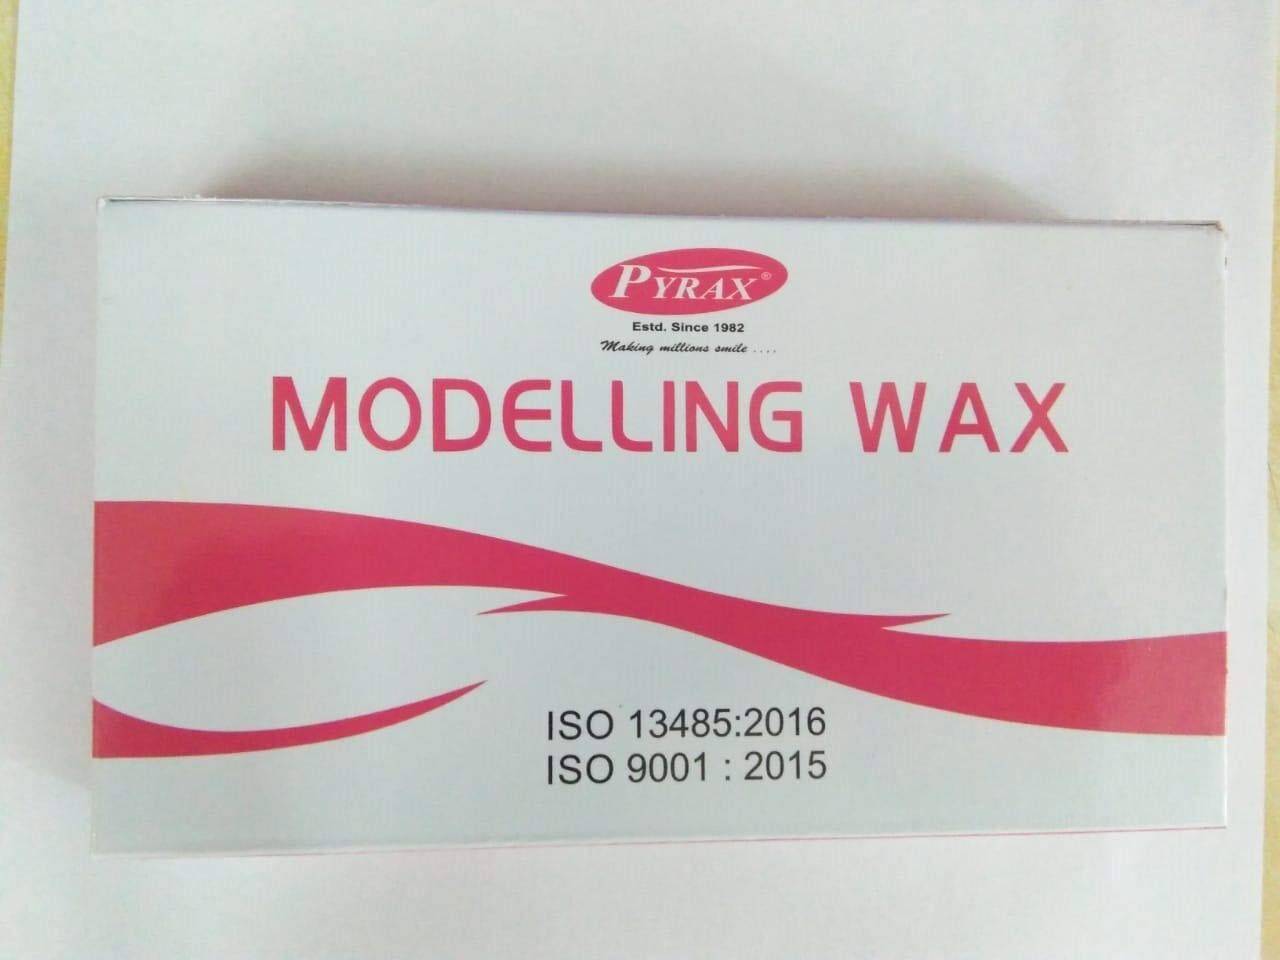 PYRAX®
Estd. Since 1982
Making millions smile ....
MODELLING WAX
ISO 13485:2016
ISO 9001 : 2015